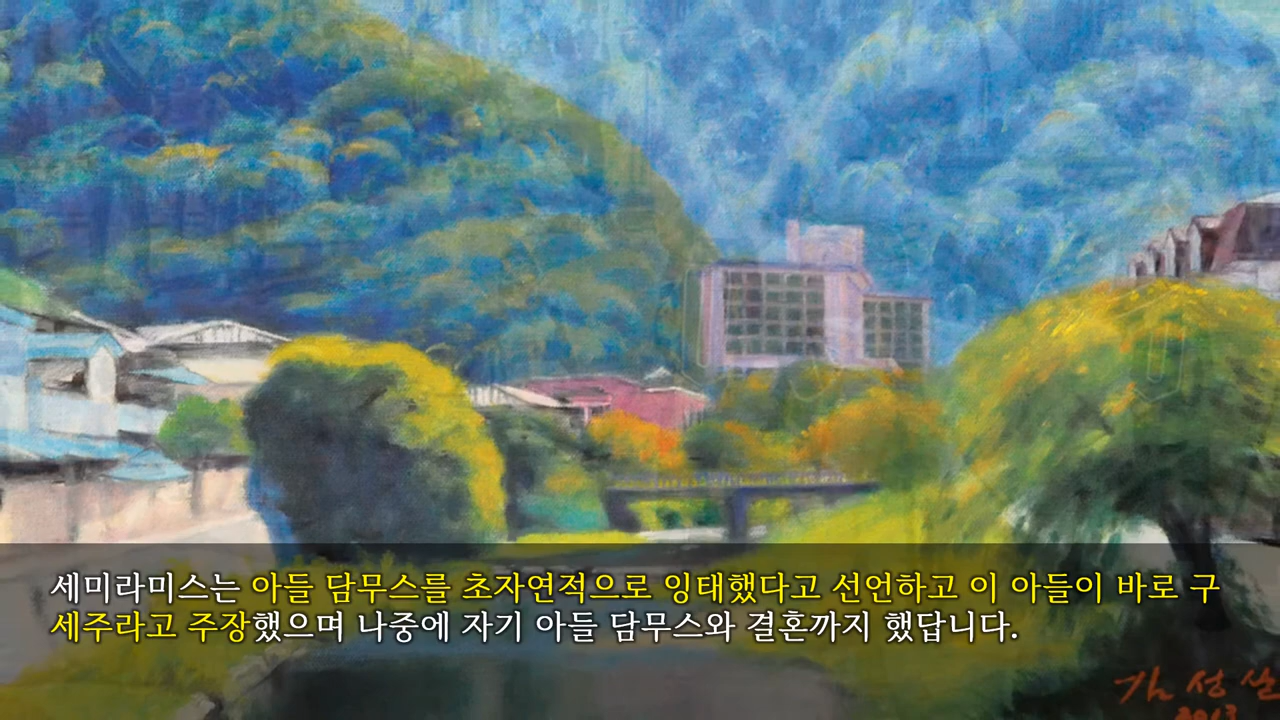 세미라미스는 아들 담무스를 초자연적으로 잉태했다고 선언하고 이 아들이 바로 구
세주라고 주장했으며 나중에 자기 아들 담무스와 결혼까지 했답니다.
2013